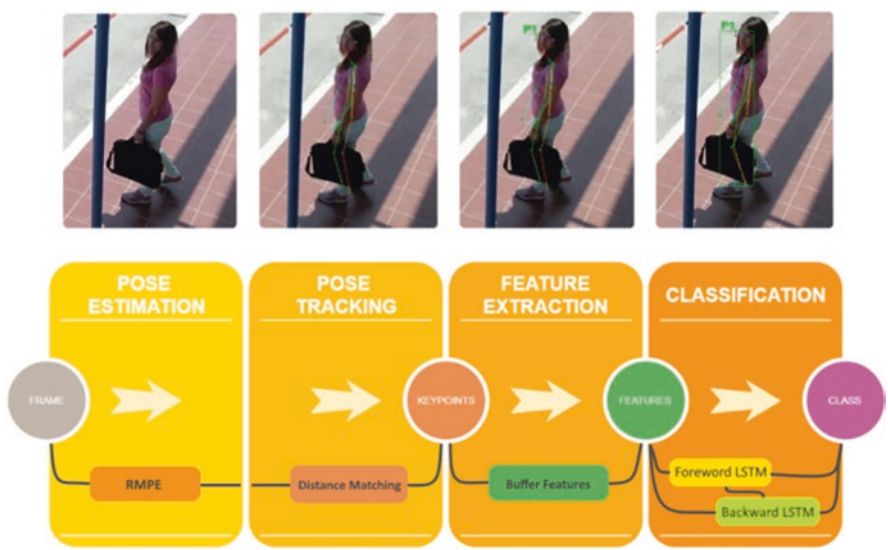 P1
P1
POSE
ESTIMATION
POSE
TRACKING
FEATURE
EXTRACTION
CLASSIFICATION
FRAME
KEYPOINTS
FEATURES
CLASS
RMPE
Distance Matching
Buffer Features
Foreword LSTM
Backward LSTM